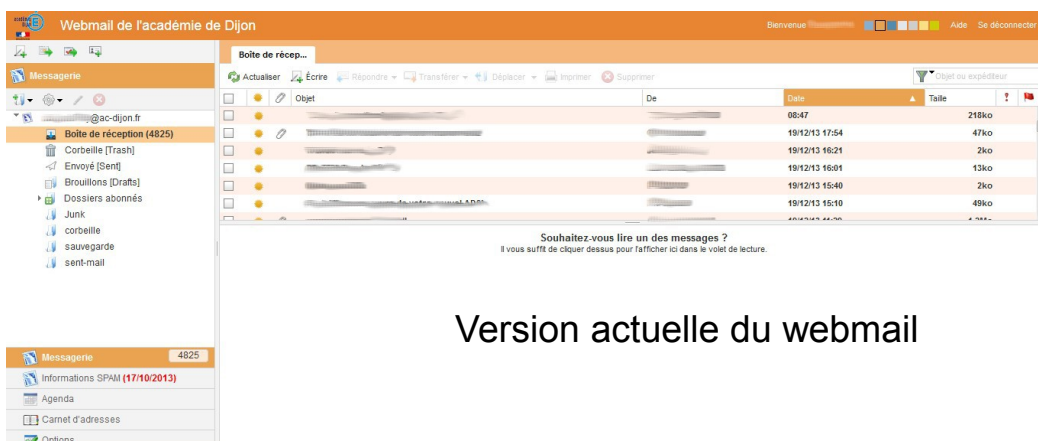 Webmail de l'académie de Dijon
Bienvenue
Aide Se déconnecter
Boîte de récep...
Messagerie
Actualiser Écrire Répondre Transférer Déplacer Imprimer Supprimer
Objet ou expéditeur
Objet De Date Taille
@ac-dijon.fr
08:47 218ko
Boîte de réception (4825)
19/12/13 17:54 47ko
Corbeille [Trash]
19/12/13 16:21 2ko
Envoyé [Sent]
19/12/13 16:01 13ko
Brouillons [Drafts]
19/12/13 15:40 2ko
Dossiers abonnés
19/12/13 15:10 49ko
Junk
corbeille
sauvegarde
sent-mail
Souhaitez-vous lire un des messages ?
Il vous suffit de cliquer dessus pour l'afficher ici dans le volet de lecture.
Version actuelle du webmail
Messagerie 4825
Informations SPAM (17/10/2013)
Agenda
Carnet d'adresses
Options